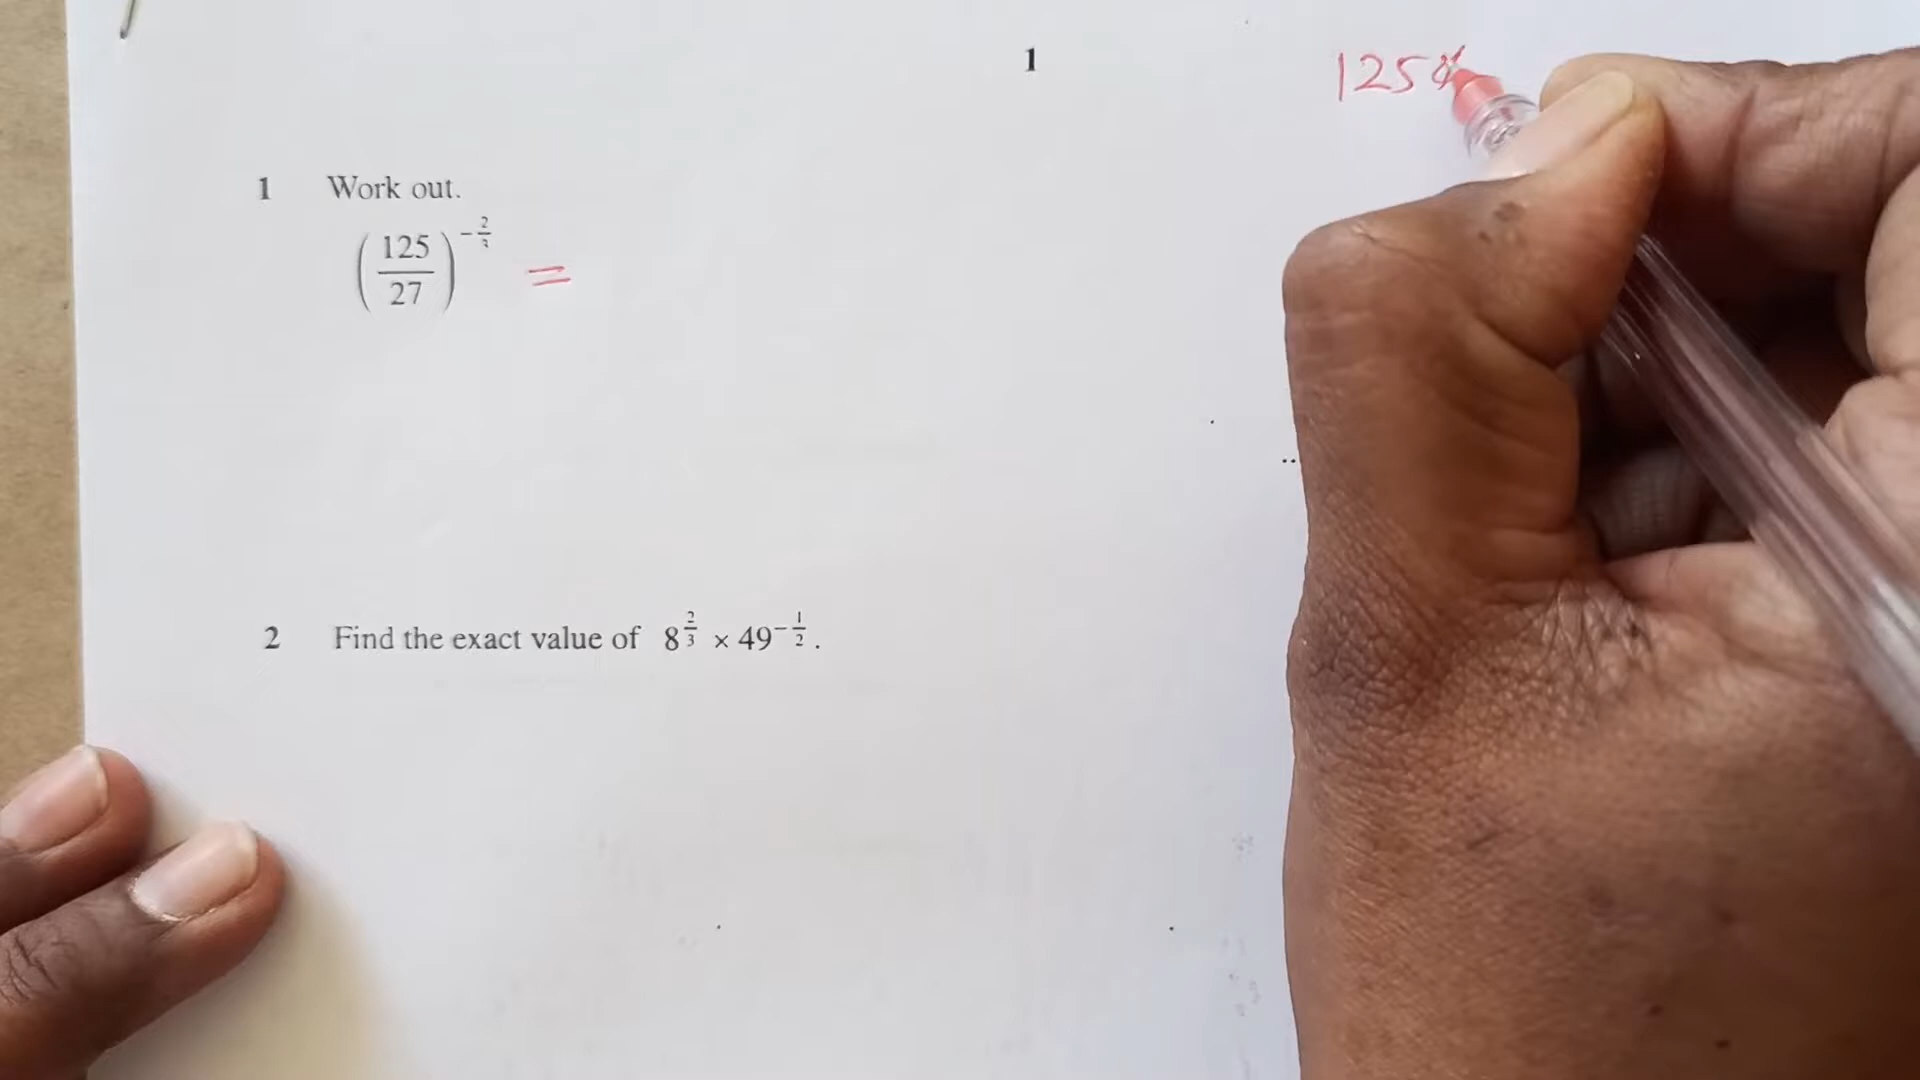 1
125
1 Work out.
(125/27)^{-2/3} =
2 Find the exact value of 8^{2/3} × 49^{-1/2}.